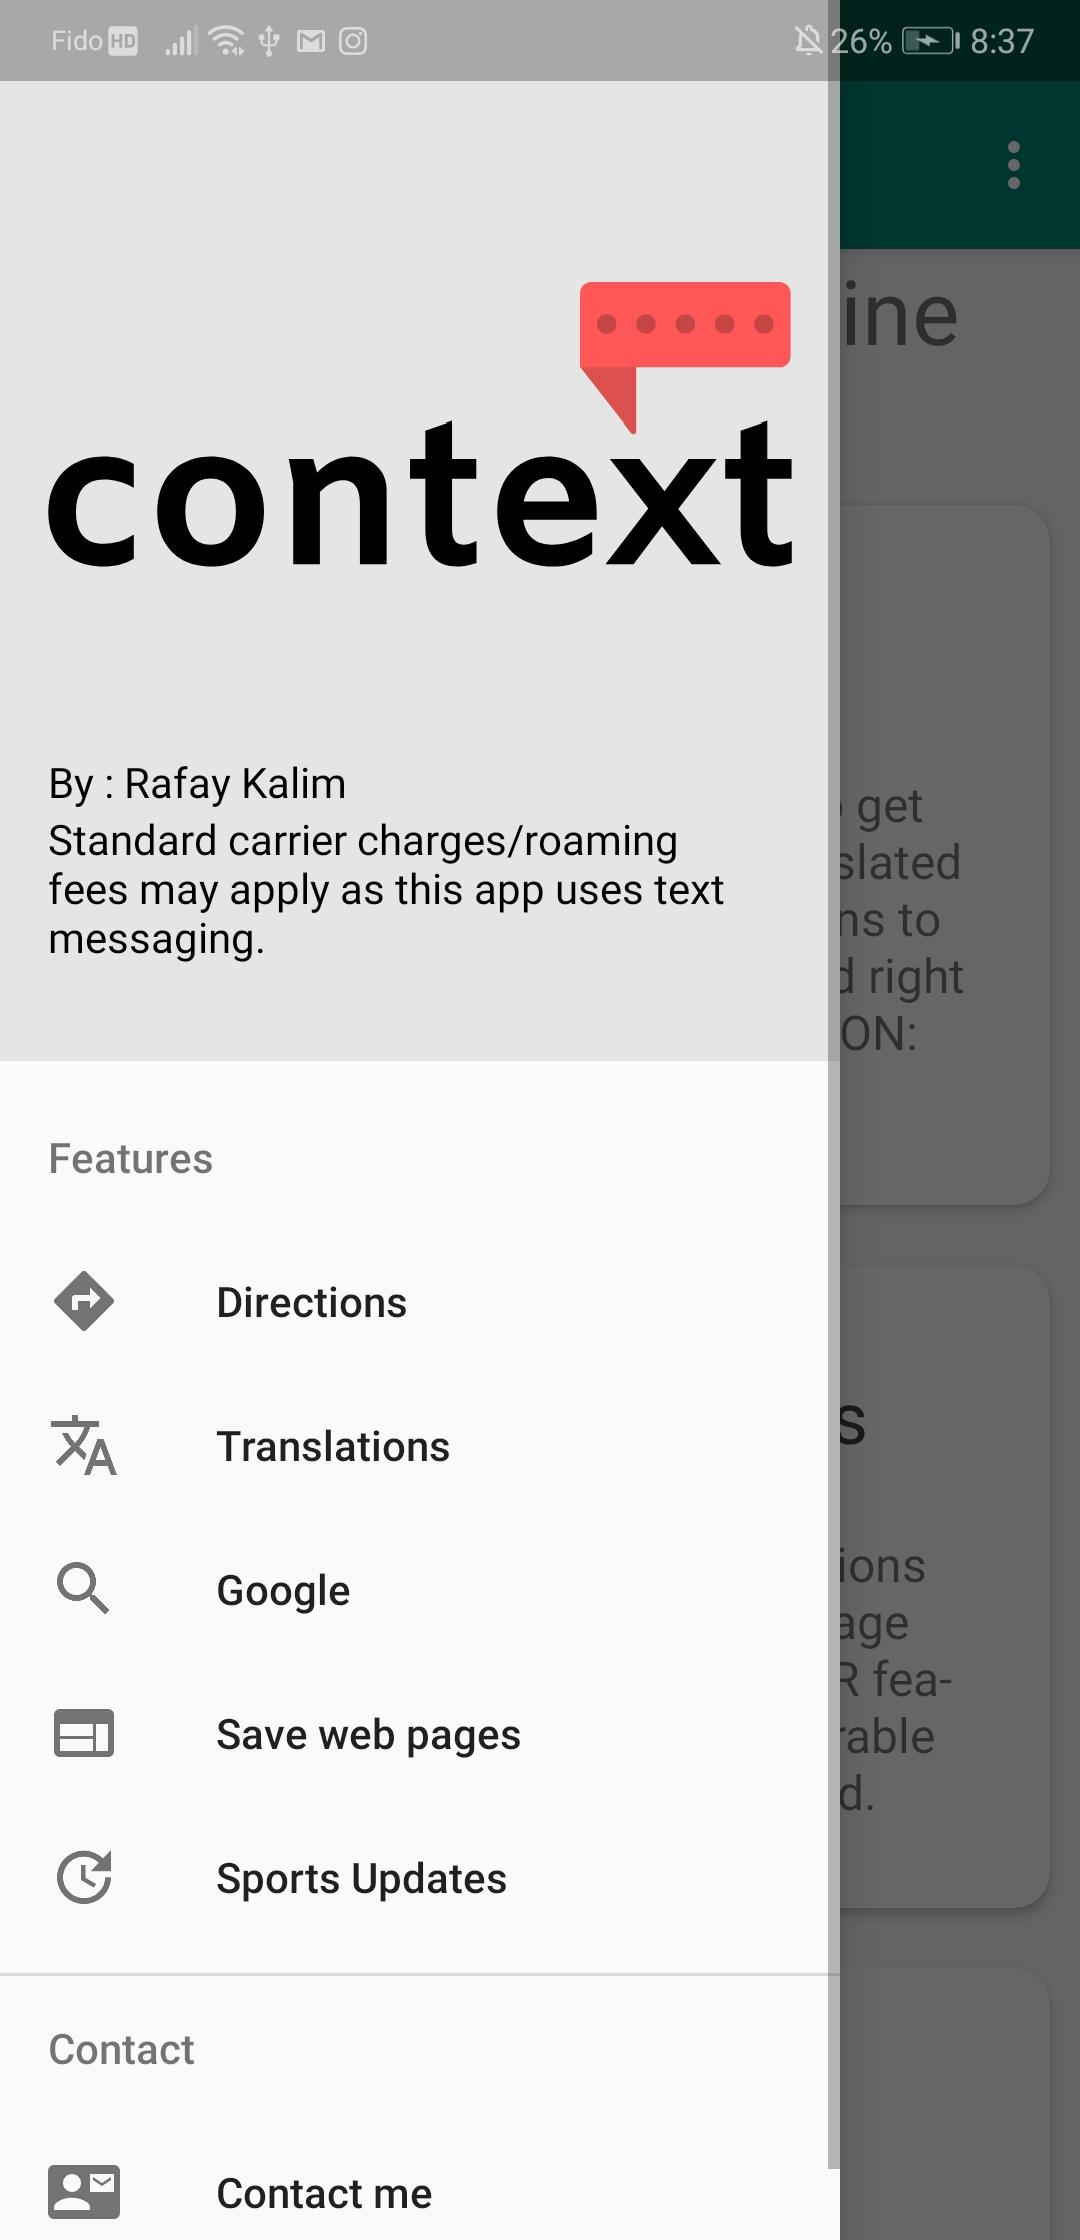 Fido HD 26% 8:37
ine
context
By : Rafay Kalim
Standard carrier charges/roaming
fees may apply as this app uses text
messaging.
get
slated
ns to
d right
ON:
Features
Directions
Translations
s
Google
ions
age
R fea-
Save web pages
rable
d.
Sports Updates
Contact
Contact me